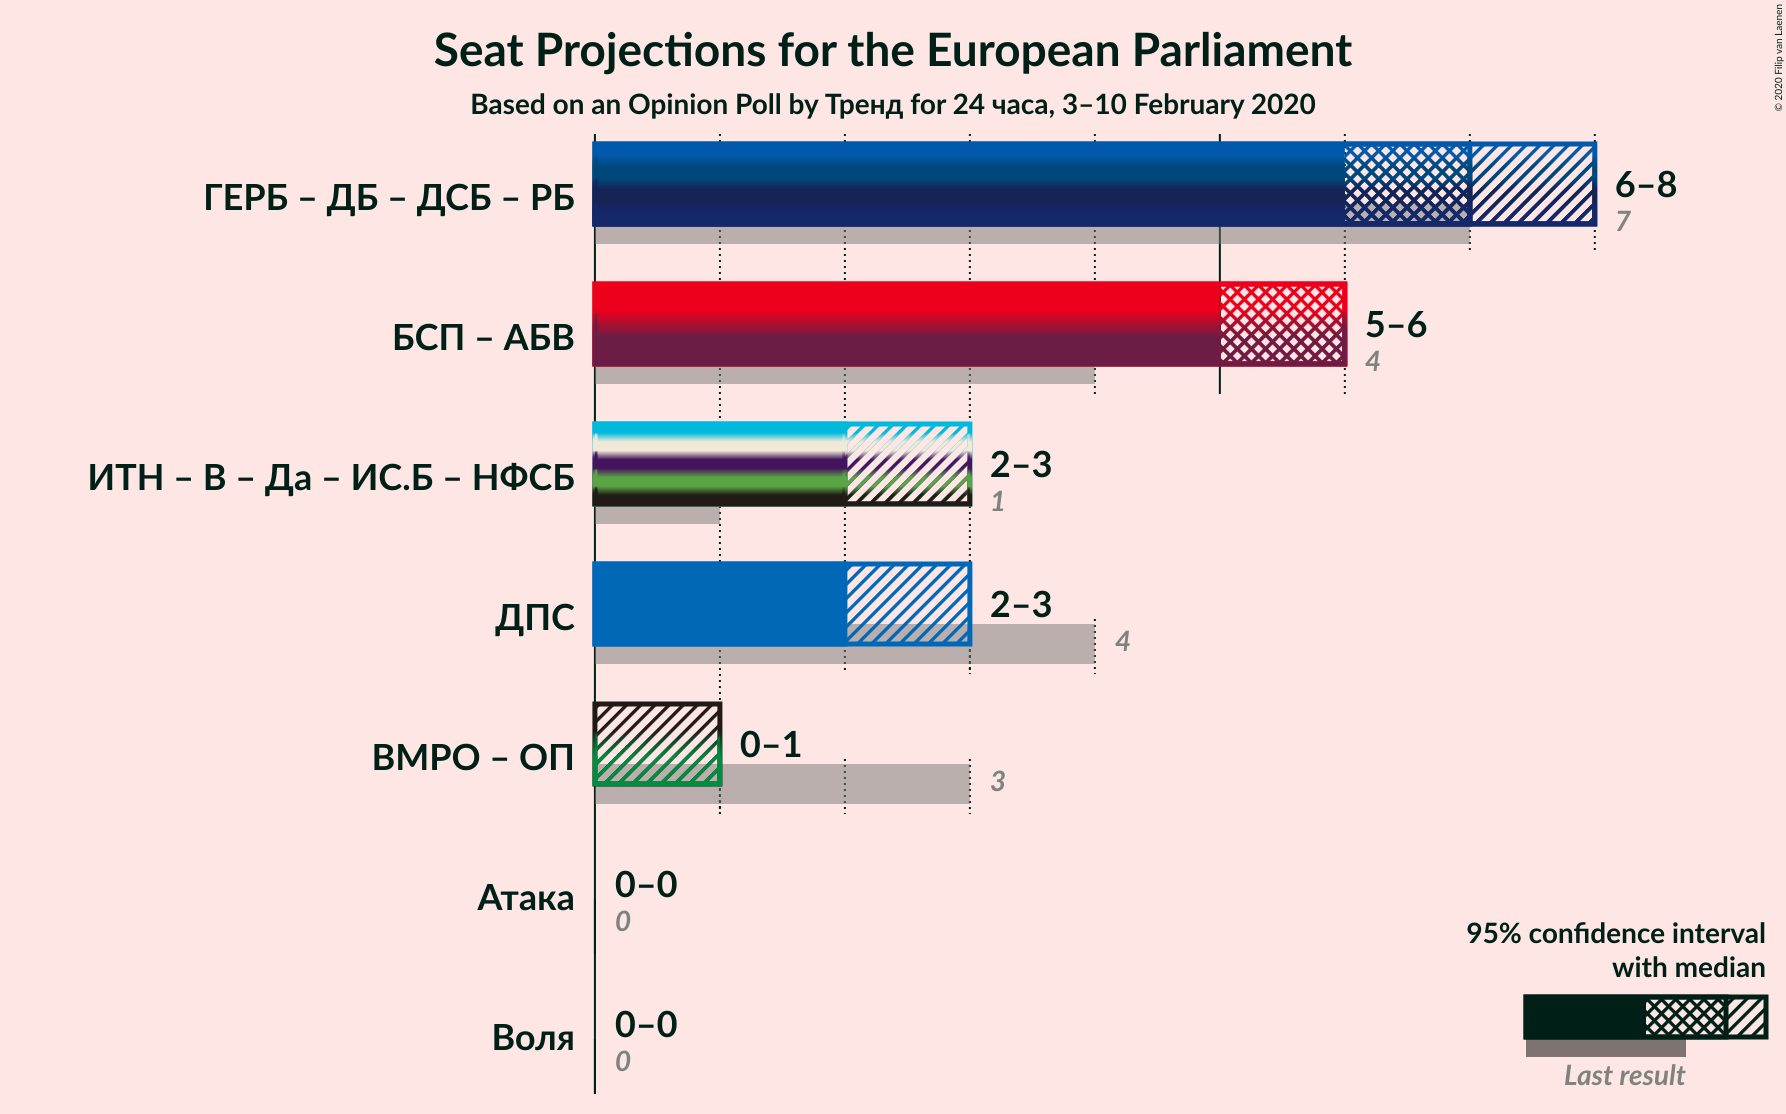 Seat Projections for the European Parliament
Based on an Opinion Poll by Тренд for 24 часа, 3–10 February 2020
© 2020 Filip van Laenen
ГЕРБ – ДБ – ДСБ – РБ
6–8
7
БСП – АБВ
5–6
4
ИТН – В – Да – ИС.Б – НФСБ
2–3
1
ДПС
2–3
4
ВМРО – ОП
0–1
3
Атака
0–0
0
Воля
0–0
0
95% confidence interval
with median
Last result